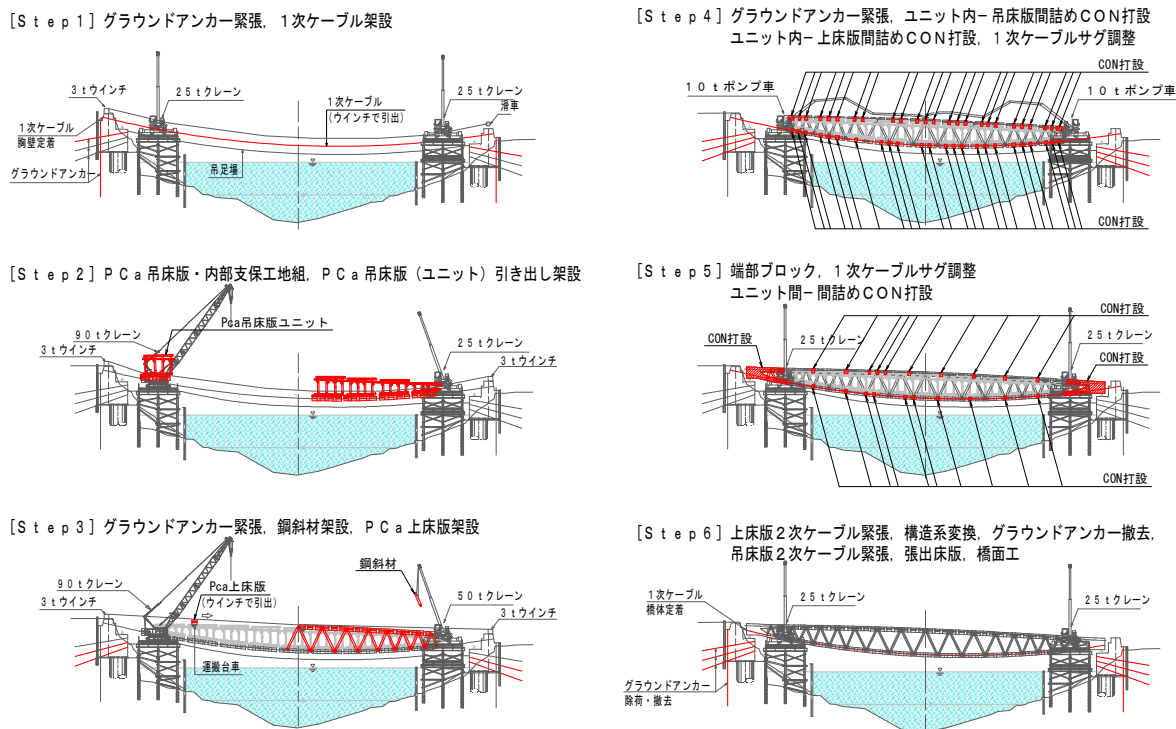 [Step1] グラウンドアンカー緊張，1次ケーブル架設
3tウインチ
25tクレーン
1次ケーブル
(ウインチで引出)
25tクレーン
滑車
1次ケーブル
胸壁定着
グラウンドアンカー
吊足場
[Step2] PCa吊床版・内部支保工地組，PCa吊床版（ユニット）引き出し架設
Pca吊床版ユニット
90tクレーン
3tウインチ
25tクレーン
3tウインチ
[Step3] グラウンドアンカー緊張，鋼斜材架設，PCa上床版架設
鋼斜材
90tクレーン
Pca上床版
(ウインチで引出)
3tウインチ
50tクレーン
3tウインチ
運搬台車
[Step4] グラウンドアンカー緊張，ユニット内－吊床版間詰めCON打設
ユニット内－上床版間詰めCON打設，1次ケーブルサグ調整
CON打設
10tポンプ車
10tポンプ車
CON打設
[Step5] 端部ブロック，1次ケーブルサグ調整
ユニット間－間詰めCON打設
CON打設
CON打設
25tクレーン
25tクレーン
CON打設
CON打設
[Step6] 上床版2次ケーブル緊張，構造系変換，グラウンドアンカー撤去，
吊床版2次ケーブル緊張，張出床版，橋面工
1次ケーブル
橋体定着
25tクレーン
25tクレーン
グラウンドアンカー
除荷・撤去